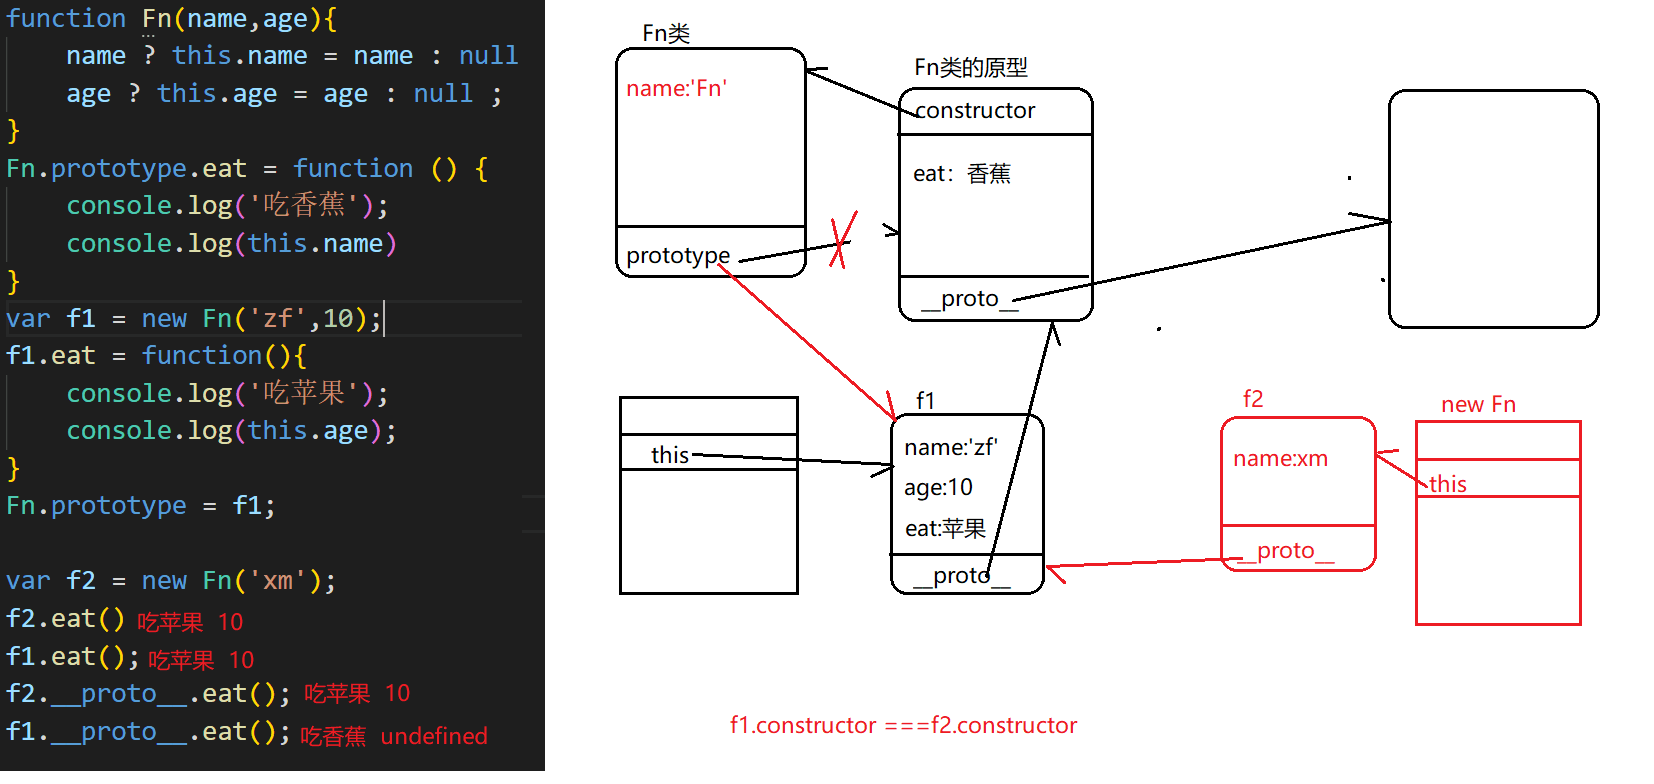 function Fn(name,age){
    name ? this.name = name : null
    age ? this.age = age : null ;
}
Fn.prototype.eat = function () {
    console.log('吃香蕉');
    console.log(this.name)
}
var f1 = new Fn('zf',10);
f1.eat = function(){
    console.log('吃苹果');
    console.log(this.age);
}
Fn.prototype = f1;
var f2 = new Fn('xm');
f2.eat() 吃苹果 10
f1.eat(); 吃苹果 10
f2.__proto__.eat(); 吃苹果 10
f1.__proto__.eat(); 吃香蕉 undefined
Fn类
name:'Fn'
prototype
Fn类的原型
constructor
eat：香蕉
__proto__
this
f1
name:'zf'
age:10
eat:苹果
__proto__
f2
name:xm
__proto__
new Fn
this
f1.constructor ===f2.constructor